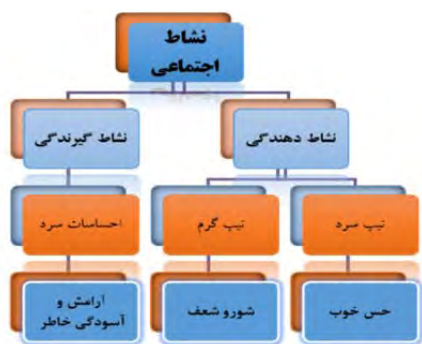 نشاط
اجتماعی
نشاط دهندگی
نشاط گیرندگی
تیپ سرد
تیپ گرم
احساسات سرد
حس خوب
شورو شعف
آرامش و
آسودگی خاطر